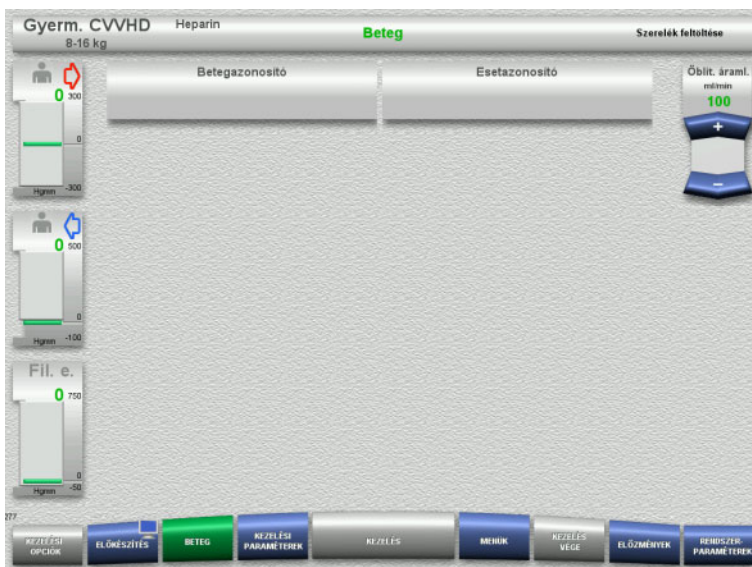 Gyerm. CVVHD Heparin Beteg Szerelék feltöltése
8-16 kg
Betegazonosító Esetazonosító
Öblít. áraml.
ml/min
100
+
−
0 300
0
-300
Hgmm
0 500
0
-100
Hgmm
Fil. e.
0 750
0
-50
Hgmm
277
KEZELÉSI OPCIÓK
ELŐKÉSZÍTÉS
BETEG
KEZELÉSI PARAMÉTEREK
KEZELÉS
MENÜK
KEZELÉS VÉGE
ELŐZMÉNYEK
RENDSZER-PARAMÉTEREK